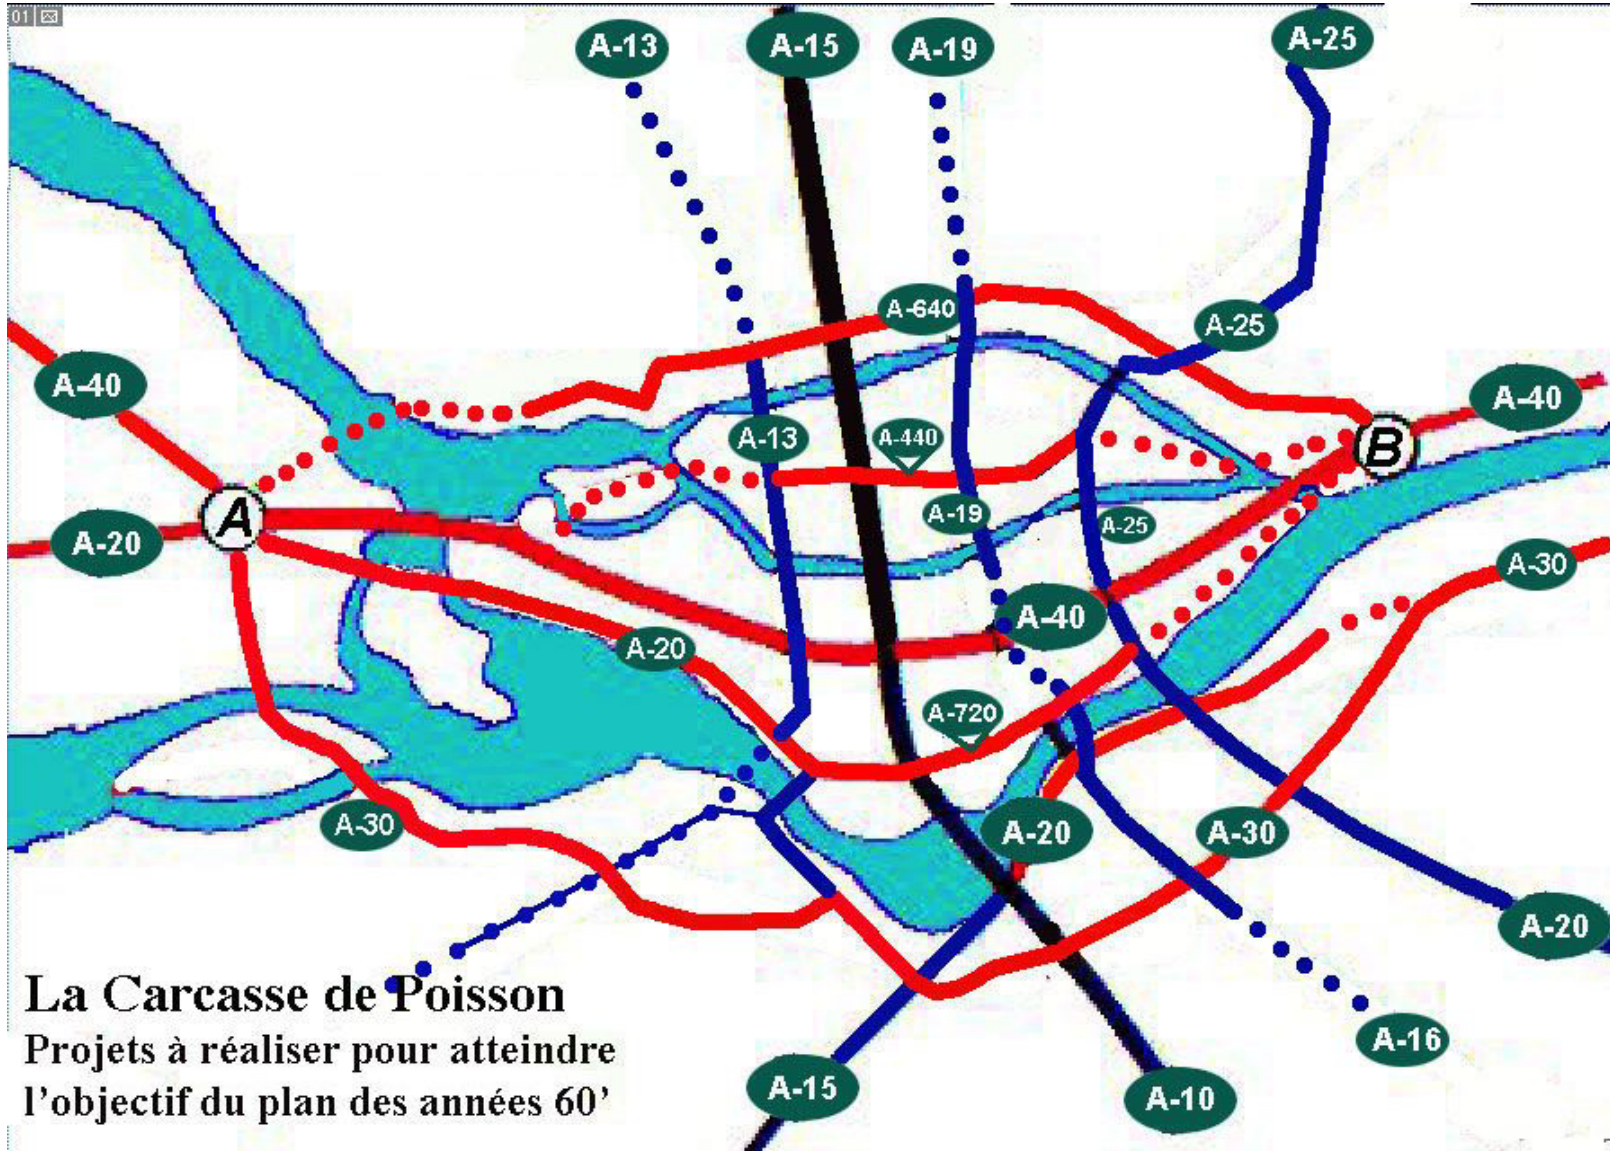 01
A-13
A-15
A-19
A-25
A-640
A-25
A-40
A-40
A-13
A-440
B
A-19
A-25
A
A-20
A-30
A-40
A-20
A-720
A-30
A-20
A-30
A-20
La Carcasse de Poisson
Projets à réaliser pour atteindre
l'objectif du plan des années 60'
A-16
A-15
A-10